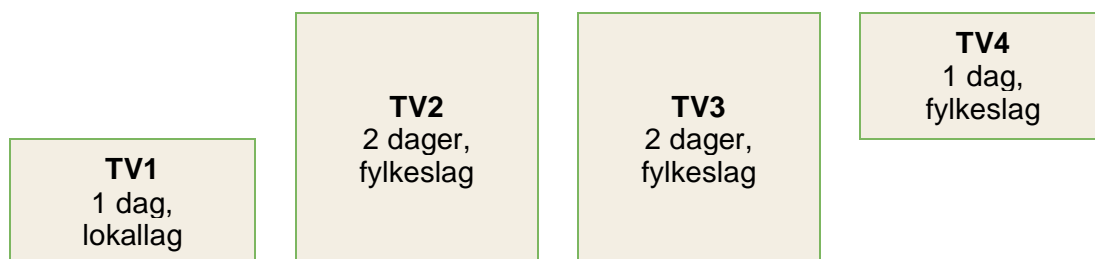 TV1
1 dag,
lokallag
TV2
2 dager,
fylkeslag
TV3
2 dager,
fylkeslag
TV4
1 dag,
fylkeslag